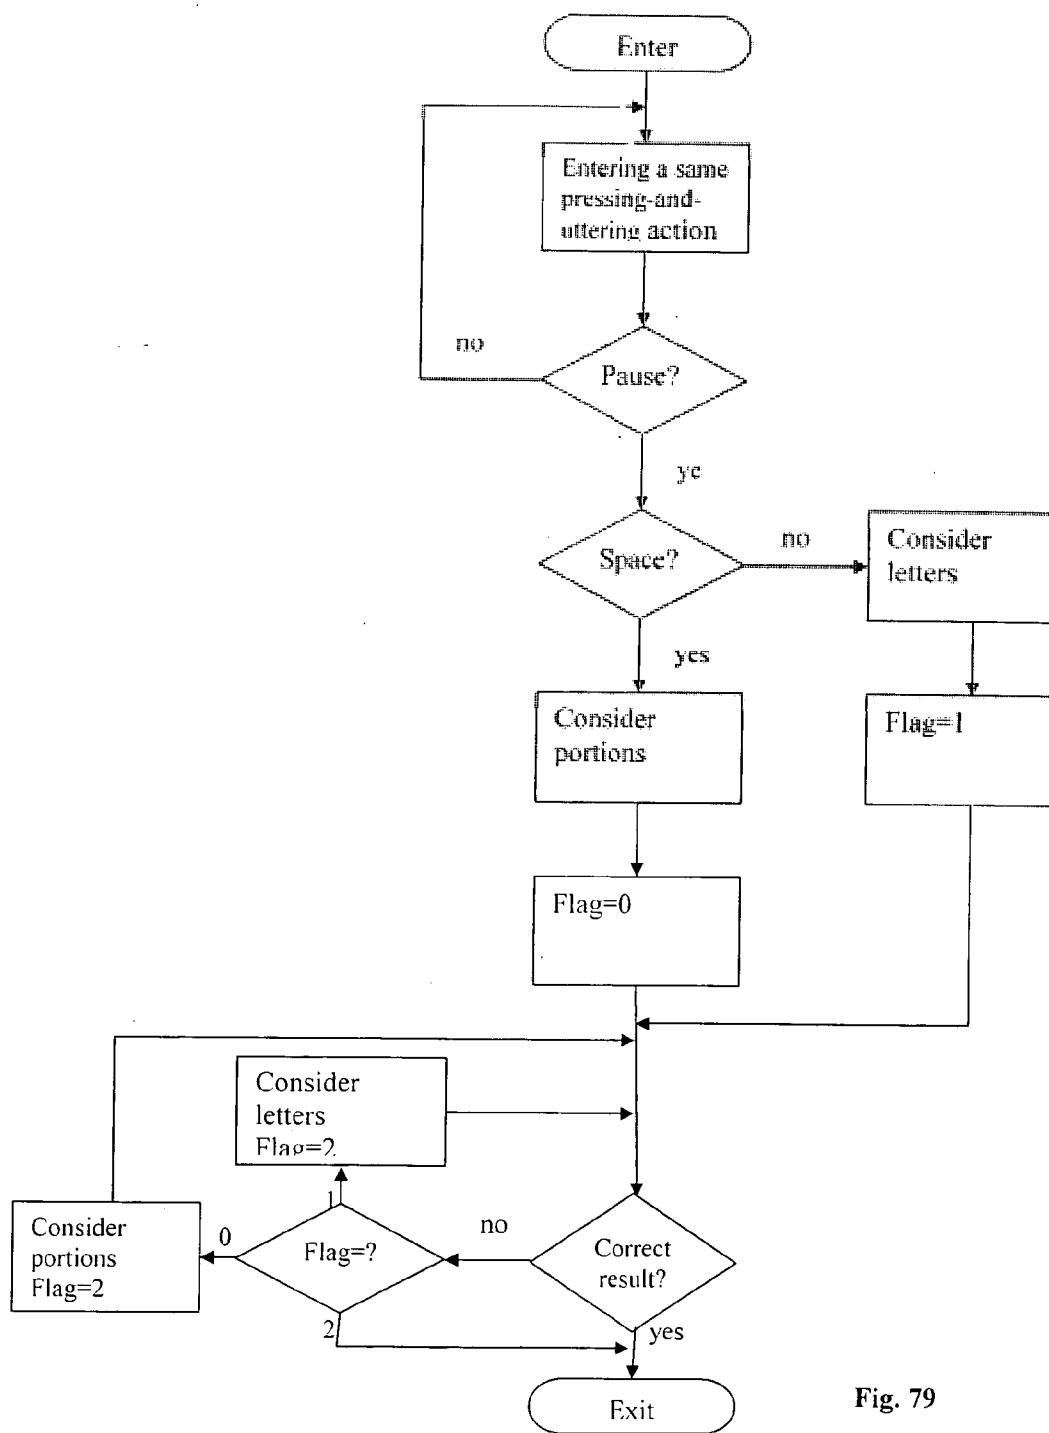 Enter
Entering a same
pressing-and-
uttering action
no
Pause?
ye
Space?
no
Consider
letters
yes
Consider
portions
Flag=1
Flag=0
Consider
letters
Flag=2
1
Consider
portions
Flag=2
0
Flag=?
no
Correct
result?
2
yes
Exit
Fig. 79